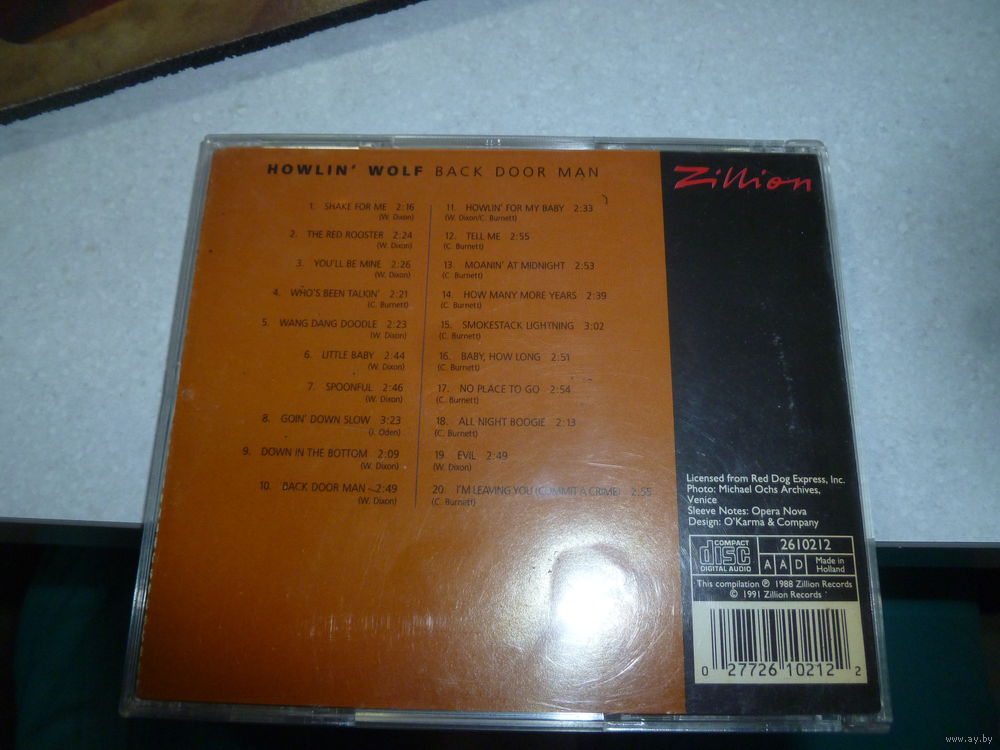 HOWLIN' WOLF BACK DOOR MAN
1. SHAKE FOR ME 2:16
(W. Dixon)
2. THE RED ROOSTER 2:24
(W. Dixon)
3. YOU'LL BE MINE 2:26
(W. Dixon)
4. WHO'S BEEN TALKIN' 2:21
(C. Burnett)
5. WANG DANG DOODLE 2:23
(W. Dixon)
6. LITTLE BABY 2:44
(W. Dixon)
7. SPOONFUL 2:46
(W. Dixon)
8. GOIN' DOWN SLOW 3:23
(J. Oden)
9. DOWN IN THE BOTTOM 2:09
(W. Dixon)
10. BACK DOOR MAN 2:49
(W. Dixon)
11. HOWLIN' FOR MY BABY 2:33
(W. Dixon/C. Burnett)
12. TELL ME 2:55
(C. Burnett)
13. MOANIN' AT MIDNIGHT 2:53
(C. Burnett)
14. HOW MANY MORE YEARS 2:39
(C. Burnett)
15. SMOKESTACK LIGHTNING 3:02
(C. Burnett)
16. BABY, HOW LONG 2:51
(C. Burnett)
17. NO PLACE TO GO 2:54
(C. Burnett)
18. ALL NIGHT BOOGIE 2:13
(C. Burnett)
19. EVIL 2:49
(W. Dixon)
20. I'M LEAVING YOU (COMMIT A CRIME) 2:55
(C. Burnett)
Zillion
Licensed from Red Dog Express, Inc.
Photo: Michael Ochs Archives,
Venice
Sleeve Notes: Opera Nova
Design: O'Karma & Company
COMPACT
disc
DIGITAL AUDIO
2610212
A A D
Made in
Holland
This compilation ℗ 1988 Zillion Records
© 1991 Zillion Records
0 27726 10212 2
www.ay.by